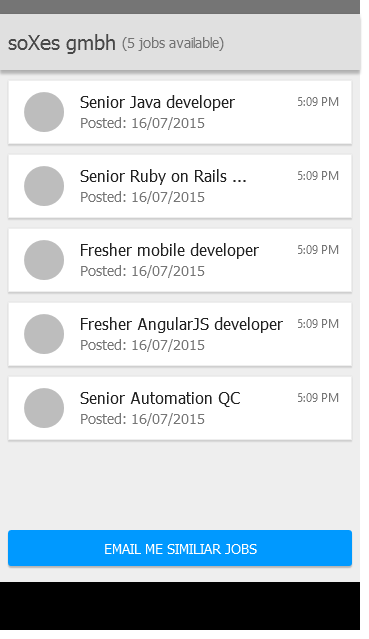 soXes gmbh (5 jobs available)
Senior Java developer 5:09 PM
Posted: 16/07/2015
Senior Ruby on Rails ... 5:09 PM
Posted: 16/07/2015
Fresher mobile developer 5:09 PM
Posted: 16/07/2015
Fresher AngularJS developer 5:09 PM
Posted: 16/07/2015
Senior Automation QC 5:09 PM
Posted: 16/07/2015
EMAIL ME SIMILIAR JOBS